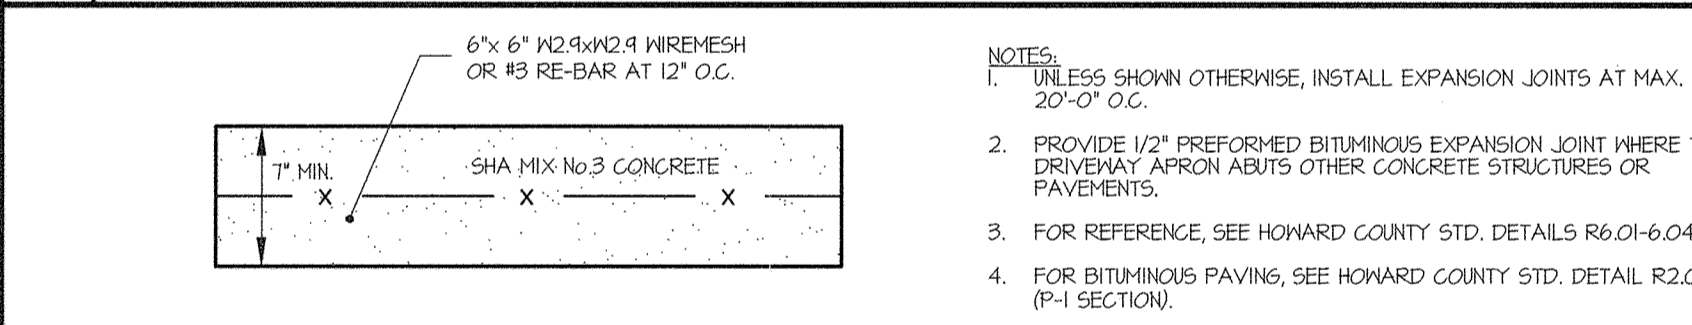 6"x 6" W2.9xW2.9 WIREMESH
OR #3 RE-BAR AT 12" O.C.
7" MIN.
SHA MIX No.3 CONCRETE
X X X
NOTES:
1. UNLESS SHOWN OTHERWISE, INSTALL EXPANSION JOINTS AT MAX.
20'-0" O.C.
2. PROVIDE 1/2" PREFORMED BITUMINOUS EXPANSION JOINT WHERE
DRIVEWAY APRON ABUTS OTHER CONCRETE STRUCTURES OR
PAVEMENTS.
3. FOR REFERENCE, SEE HOWARD COUNTY STD. DETAILS R6.01-6.04
4. FOR BITUMINOUS PAVING, SEE HOWARD COUNTY STD. DETAIL
(P-1 SECTION).